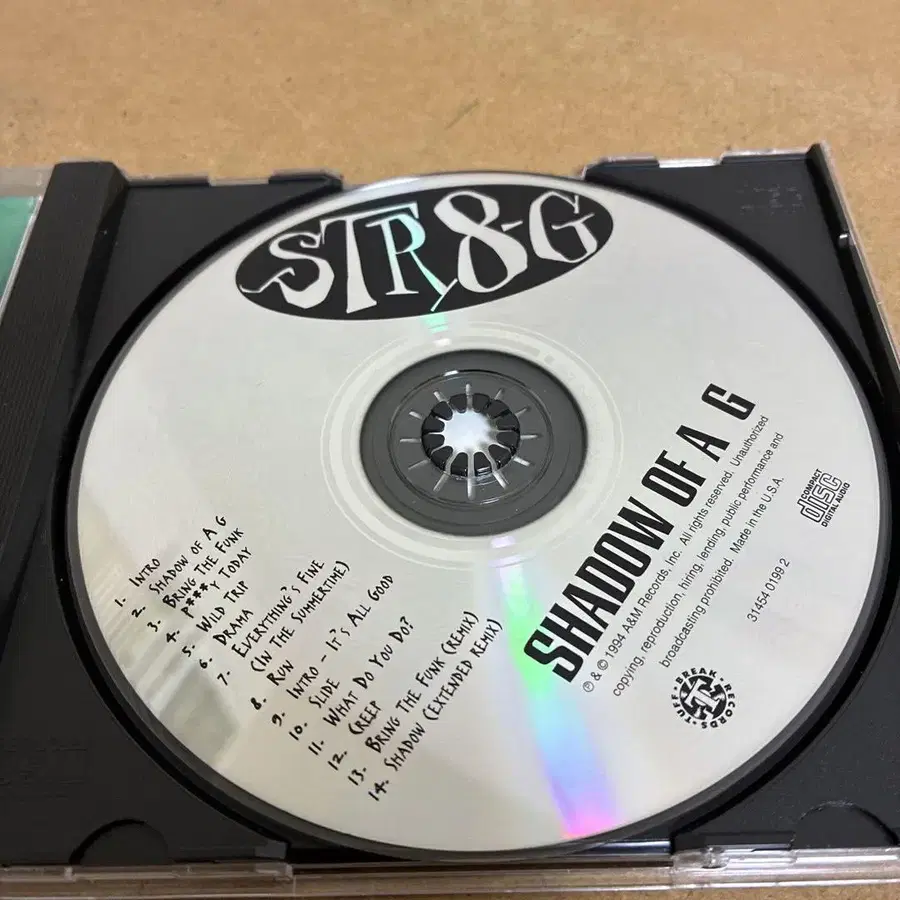 STR8-G
SHADOW OF A G
℗ & © 1994 A&M Records, Inc. All rights reserved. Unauthorized
copying, reproduction, hiring, lending, public performance and
broadcasting prohibited. Made in the U.S.A.
31454 0199 2
COMPACT
disc
DIGITAL AUDIO
TUFF · BREAK · RECORDS
1. INTRO
2. SHADOW OF A G
3. BRING THE FUNK
4. P****Y TODAY
5. WILD TRIP
6. DRAMA
7. EVERYTHING'S FINE
(IN THE SUMMERTIME)
8. RUN
9. INTRO - IT'S ALL GOOD
10. SLIDE
11. WHAT DO YOU DO?
12. CREEP
13. BRING THE FUNK (REMIX)
14. SHADOW (EXTENDED REMIX)